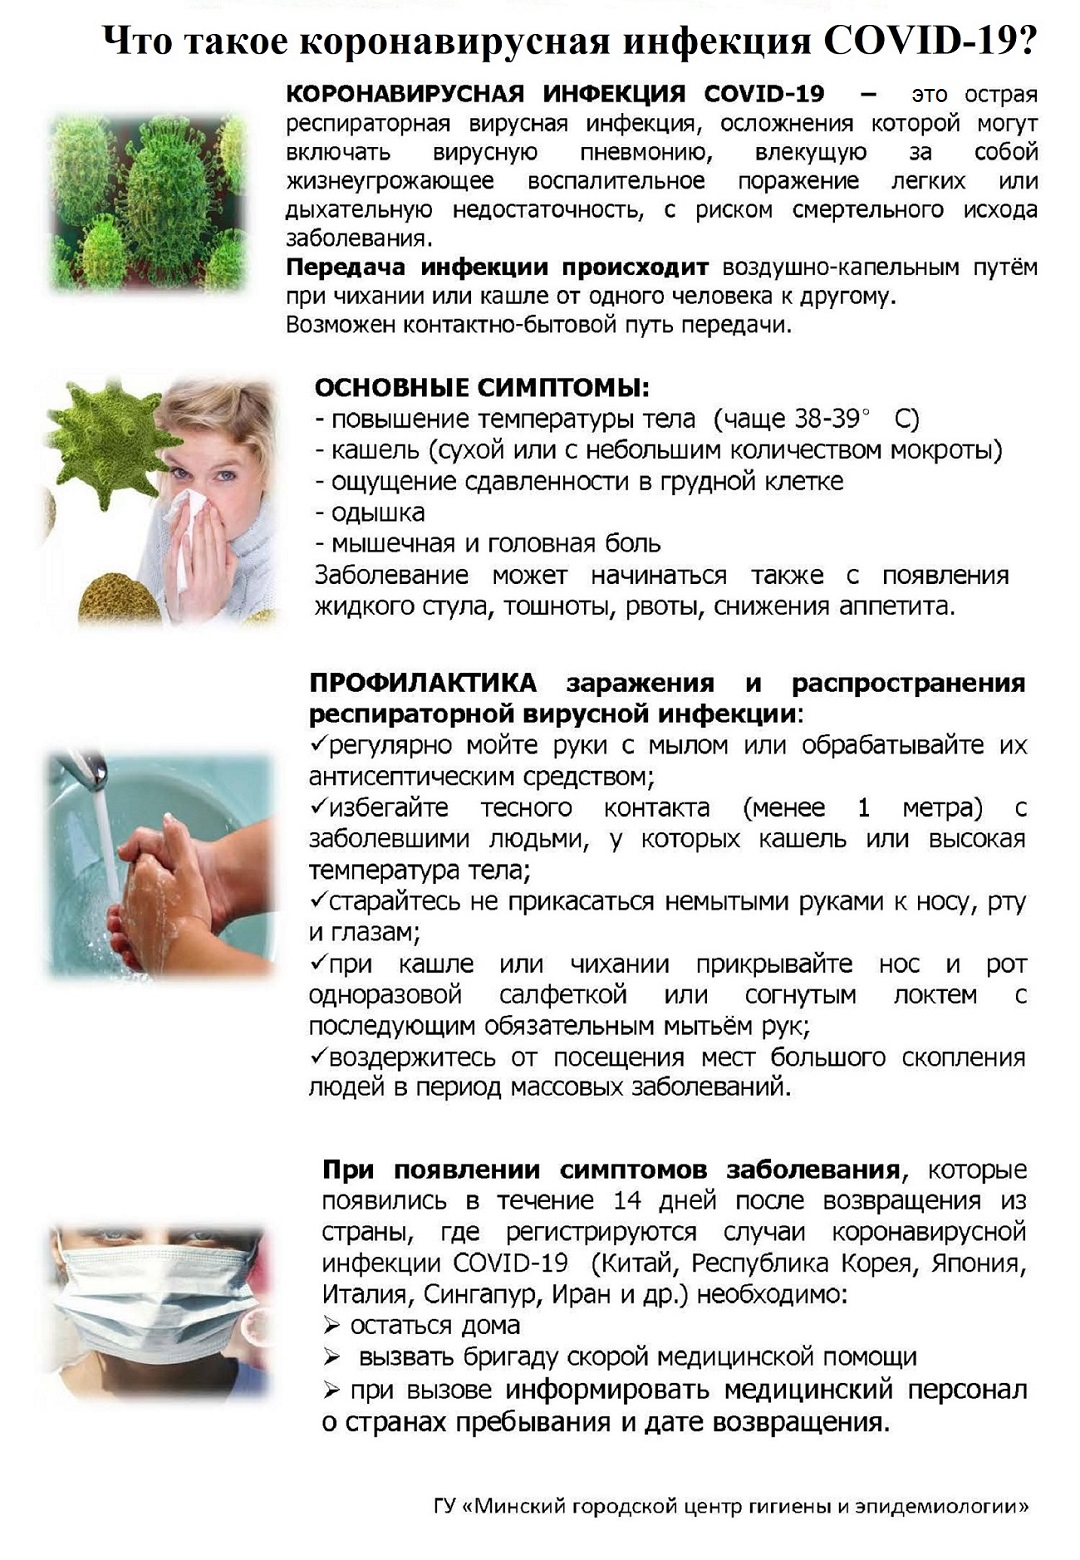 Что такое коронавирусная инфекция COVID-19?
КОРОНАВИРУСНАЯ ИНФЕКЦИЯ COVID-19 – это острая
респираторная вирусная инфекция, осложнения которой могут
включать вирусную пневмонию, влекущую за собой
жизнеугрожающее воспалительное поражение легких или
дыхательную недостаточность, с риском смертельного исхода
заболевания.
Передача инфекции происходит воздушно-капельным путём
при чихании или кашле от одного человека к другому.
Возможен контактно-бытовой путь передачи.
ОСНОВНЫЕ СИМПТОМЫ:
- повышение температуры тела (чаще 38-39° С)
- кашель (сухой или с небольшим количеством мокроты)
- ощущение сдавленности в грудной клетке
- одышка
- мышечная и головная боль
Заболевание может начинаться также с появления
жидкого стула, тошноты, рвоты, снижения аппетита.
ПРОФИЛАКТИКА заражения и распространения
респираторной вирусной инфекции:
✓регулярно мойте руки с мылом или обрабатывайте их
антисептическим средством;
✓избегайте тесного контакта (менее 1 метра) с
заболевшими людьми, у которых кашель или высокая
температура тела;
✓старайтесь не прикасаться немытыми руками к носу, рту
и глазам;
✓при кашле или чихании прикрывайте нос и рот
одноразовой салфеткой или согнутым локтем с
последующим обязательным мытьём рук;
✓воздержитесь от посещения мест большого скопления
людей в период массовых заболеваний.
При появлении симптомов заболевания, которые
появились в течение 14 дней после возвращения из
страны, где регистрируются случаи коронавирусной
инфекции COVID-19 (Китай, Республика Корея, Япония,
Италия, Сингапур, Иран и др.) необходимо:
➢ остаться дома
➢ вызвать бригаду скорой медицинской помощи
➢ при вызове информировать медицинский персонал
о странах пребывания и дате возвращения.
ГУ «Минский городской центр гигиены и эпидемиологии»